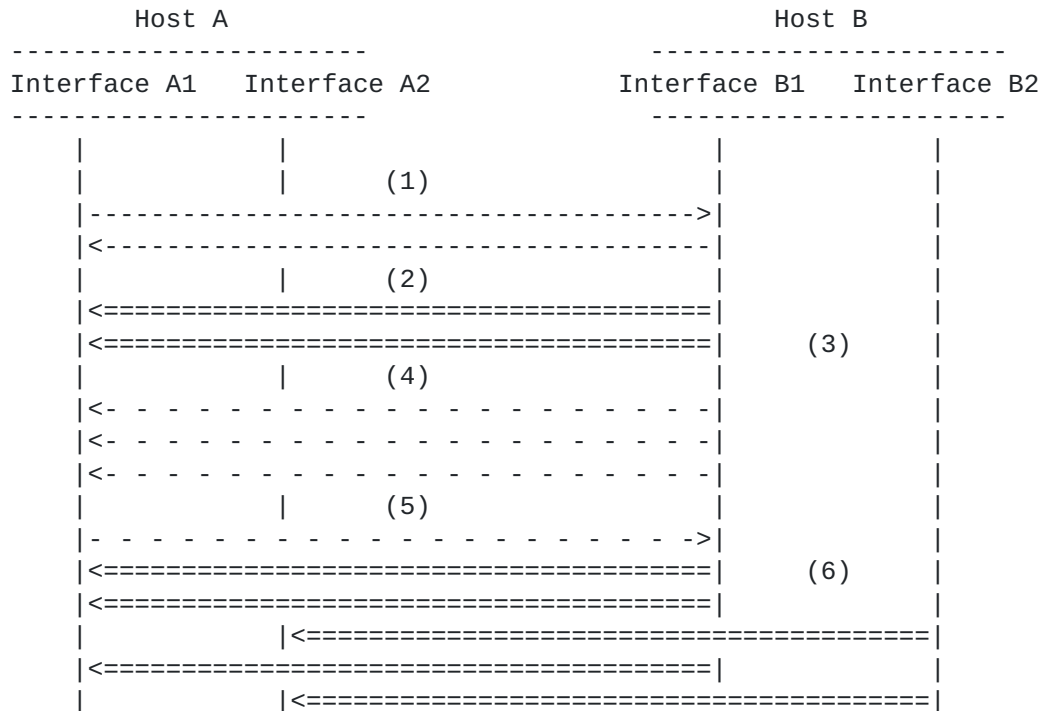 Host A Host B
----------------------- -----------------------
Interface A1 Interface A2 Interface B1 Interface B2
----------------------- -----------------------
| | | |
| | (1) | |
|--------------------------------------->| |
|<---------------------------------------| |
| | (2) | |
|<=======================================| |
|<=======================================| (3) |
| | (4) | |
|<- - - - - - - - - - - - - - - - - - - -| |
|<- - - - - - - - - - - - - - - - - - - -| |
|<- - - - - - - - - - - - - - - - - - - -| |
| | (5) | |
|- - - - - - - - - - - - - - - - - - - ->| |
|<=======================================| (6) |
|<=======================================| |
| |<========================================|
|<=======================================| |
| |<========================================|